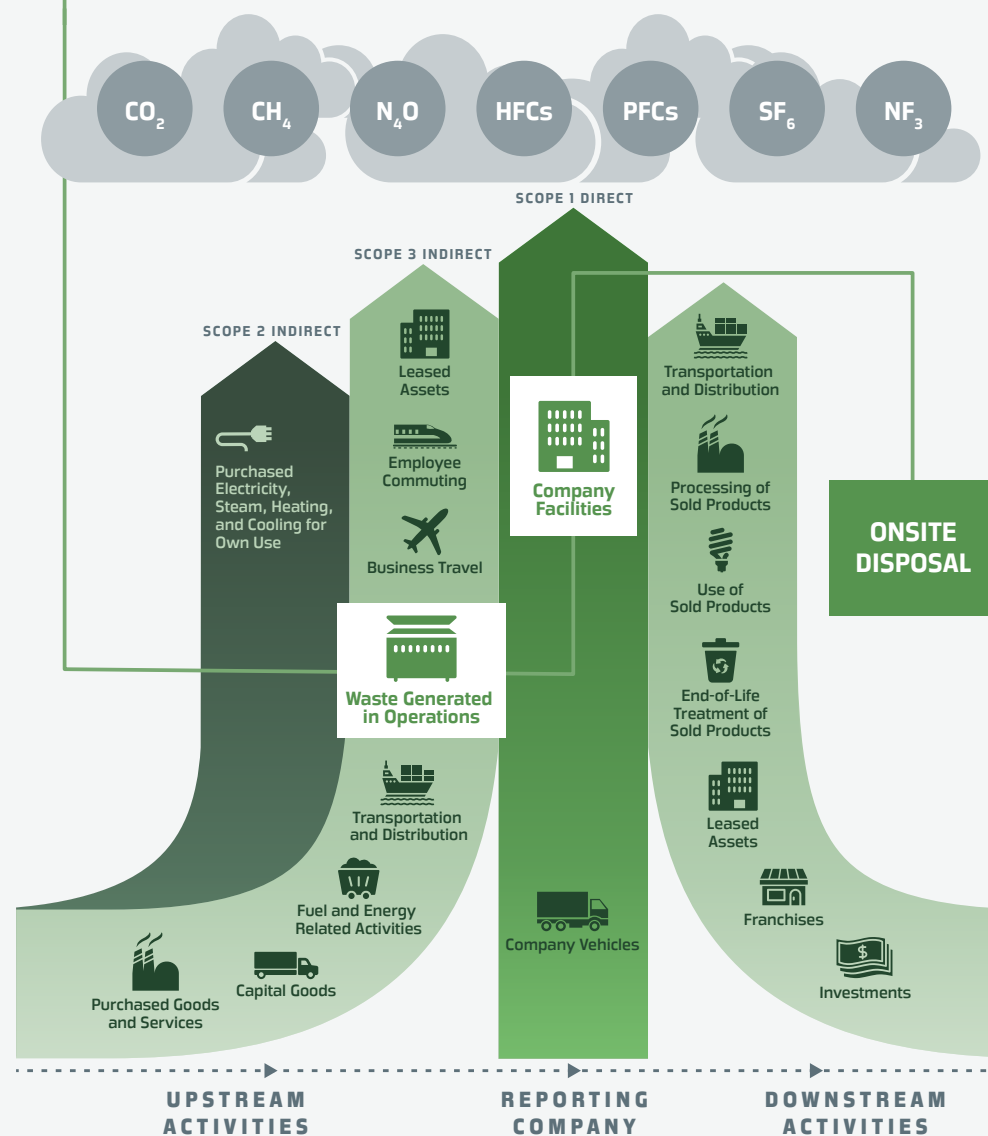 CO2
CH4
N4O
HFCs
PFCs
SF6
NF3
SCOPE 1 DIRECT
SCOPE 3 INDIRECT
SCOPE 2 INDIRECT
Purchased
Electricity,
Steam, Heating,
and Cooling for
Own Use
Leased
Assets
Employee
Commuting
Business Travel
Waste Generated
in Operations
Transportation
and Distribution
Fuel and Energy
Related Activities
Capital Goods
Purchased Goods
and Services
Company
Facilities
Company Vehicles
Transportation
and Distribution
Processing of
Sold Products
Use of
Sold Products
End-of-Life
Treatment of
Sold Products
Leased
Assets
Franchises
$
Investments
ONSITE
DISPOSAL
UPSTREAM
ACTIVITIES
REPORTING
COMPANY
DOWNSTREAM
ACTIVITIES